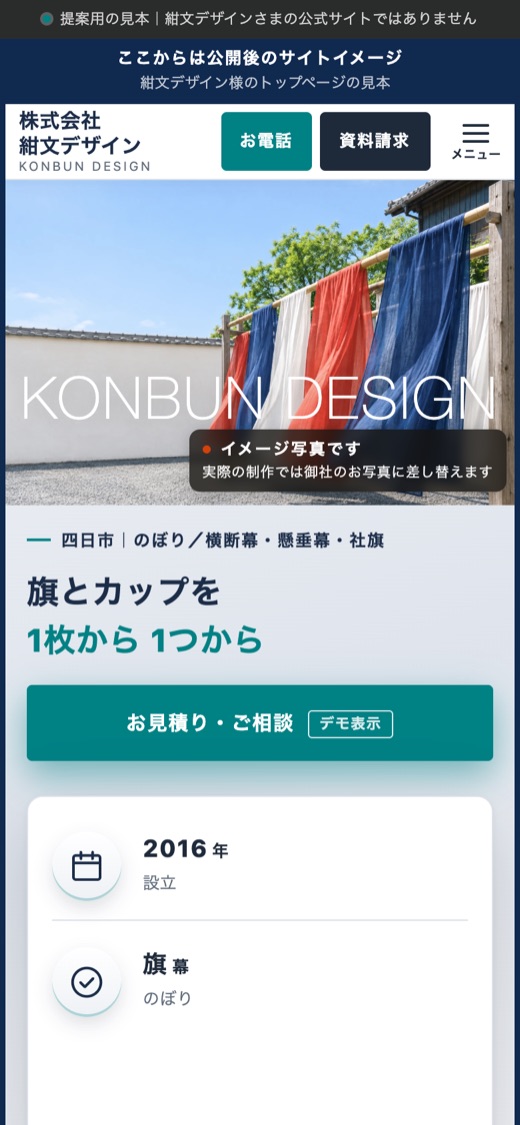 提案用の見本｜紺文デザインさまの公式サイトではありません
ここからは公開後のサイトイメージ
紺文デザイン様のトップページの見本
株式会社
紺文デザイン
KONBUN DESIGN
お電話
資料請求
メニュー
KONBUN DESIGN
イメージ写真です
実際の制作では御社のお写真に差し替えます
四日市｜のぼり／横断幕・懸垂幕・社旗
旗とカップを
1枚から 1つから
お見積り・ご相談 デモ表示
2016 年
設立
旗 幕
のぼり